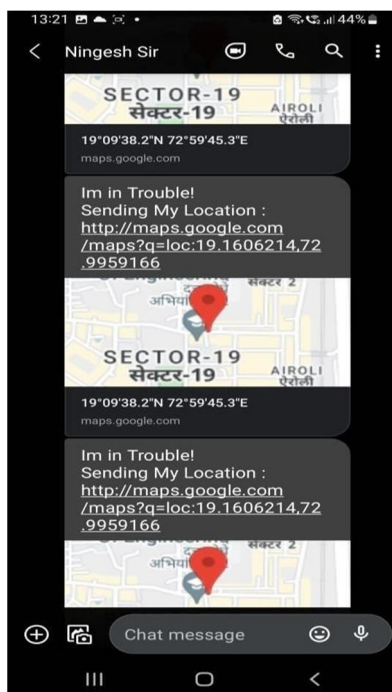 13:21
44%
Ningesh Sir
SECTOR-19
सेक्टर-19
AIROLI
ऐरोली
19°09'38.2"N 72°59'45.3"E
maps.google.com
Im in Trouble!
Sending My Location :
http://maps.google.com
/maps?q=loc:19.1606214,72
.9959166
सेक्टर 2
अभियां
SECTOR-19
सेक्टर-19
AIROLI
ऐरोली
19°09'38.2"N 72°59'45.3"E
maps.google.com
Im in Trouble!
Sending My Location :
http://maps.google.com
/maps?q=loc:19.1606214,72
.9959166
सेक्टर 2
अभियां
Chat message